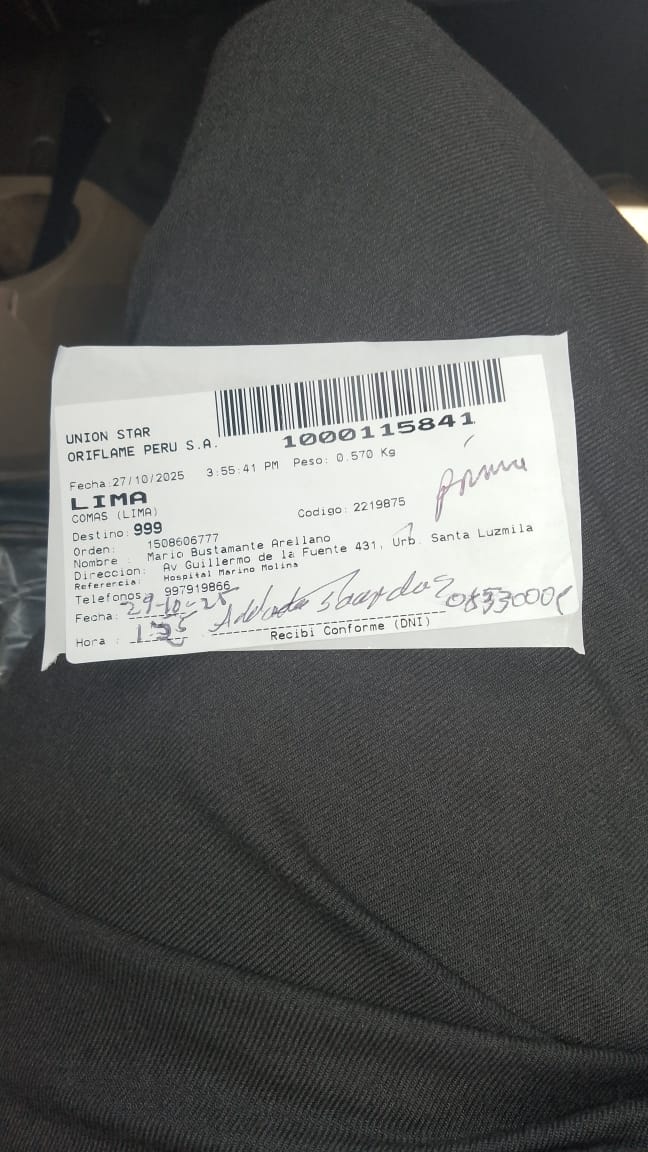 UNION STAR
ORIFLAME PERU S.A.
1000115841
Fecha:27/10/2025 3:55:41 PM Peso: 0.570 Kg
LIMA
COMAS (LIMA)
Destino: 999 Codigo: 2219875
Orden: 1508606777
Nombre : Mario Bustamante Arellano
Direccion: Av Guillermo de la Fuente 431, Urb. Santa Luzmila
Referercia: Hospital Marino Molina
Telefonos: 997919866
Fecha: 29-10-25
Hora :
Recibi Conforme (DNI)